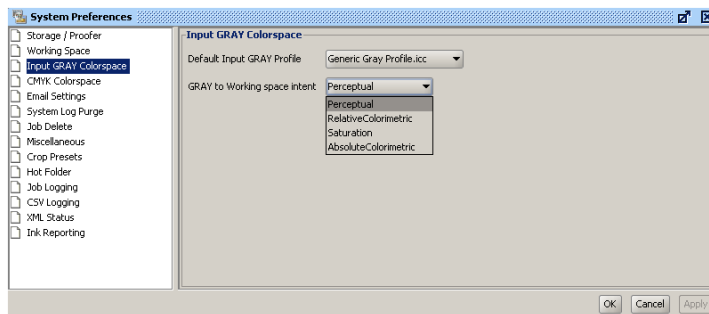 System Preferences
Storage / Proofer
Working Space
Input GRAY Colorspace
CMYK Colorspace
Email Settings
System Log Purge
Job Delete
Miscellaneous
Crop Presets
Hot Folder
Job Logging
CSV Logging
XML Status
Ink Reporting
Input GRAY Colorspace
Default Input GRAY Profile Generic Gray Profile.icc
GRAY to Working space intent Perceptual
Perceptual
RelativeColorimetric
Saturation
AbsoluteColorimetric
OK Cancel Apply